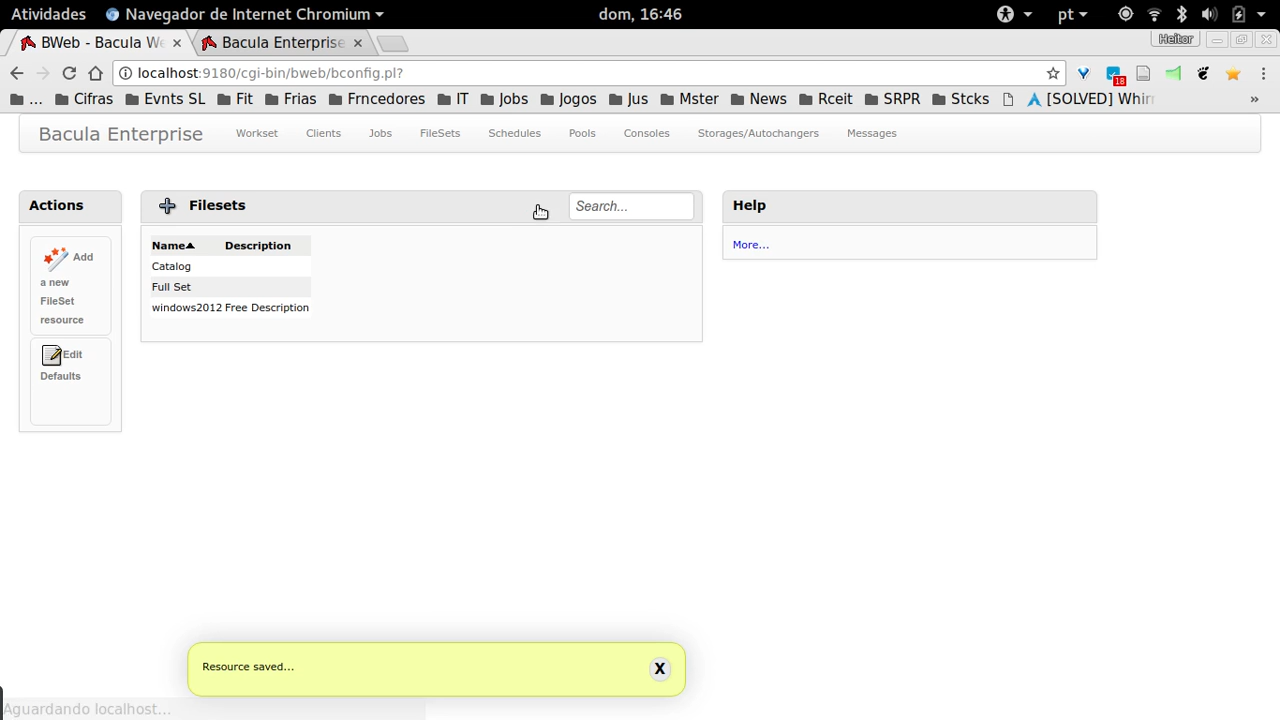 Atividades Navegador de Internet Chromium dom, 16:46 pt
BWeb - Bacula We Bacula Enterprise Heitor
localhost:9180/cgi-bin/bweb/bconfig.pl? 18
... Cifras Evnts SL Fit Frias Frncedores IT Jobs Jogos Jus Mster News Rceit SRPR Stcks [SOLVED] Whirl »
Bacula Enterprise Workset Clients Jobs FileSets Schedules Pools Consoles Storages/Autochangers Messages
Actions
Add
a new
FileSet
resource
Edit
Defaults
Filesets Search...
Name Description
Catalog
Full Set
windows2012 Free Description
Help
More...
Resource saved... X
Aguardando localhost...